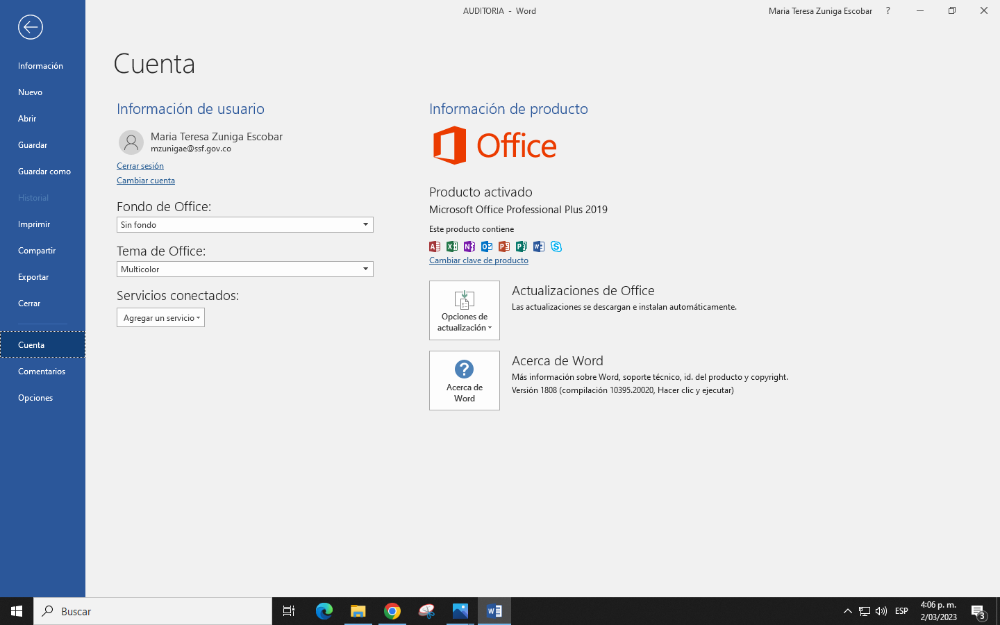 AUDITORIA - Word
Maria Teresa Zuniga Escobar
?
Información
Nuevo
Abrir
Guardar
Guardar como
Historial
Imprimir
Compartir
Exportar
Cerrar
Cuenta
Comentarios
Opciones
Cuenta
Información de usuario
Maria Teresa Zuniga Escobar
mzunigae@ssf.gov.co
Cerrar sesión
Cambiar cuenta
Fondo de Office:
Sin fondo
Tema de Office:
Multicolor
Servicios conectados:
Agregar un servicio
Información de producto
Office
Producto activado
Microsoft Office Professional Plus 2019
Este producto contiene
Cambiar clave de producto
Opciones de
actualización
Actualizaciones de Office
Las actualizaciones se descargan e instalan automáticamente.
Acerca de
Word
Acerca de Word
Más información sobre Word, soporte técnico, id. del producto y copyright.
Versión 1808 (compilación 10395.20020, Hacer clic y ejecutar)
Buscar
ESP
4:06 p. m.
2/03/2023
3